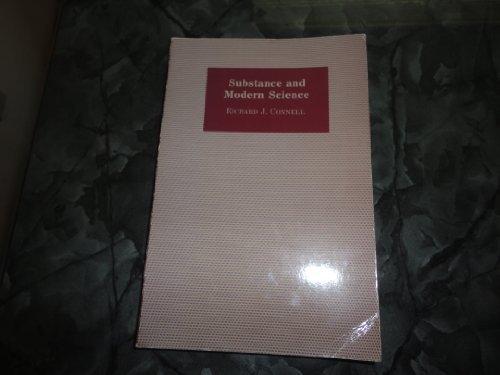 Substance and
Modern Science
RICHARD J. CONNELL